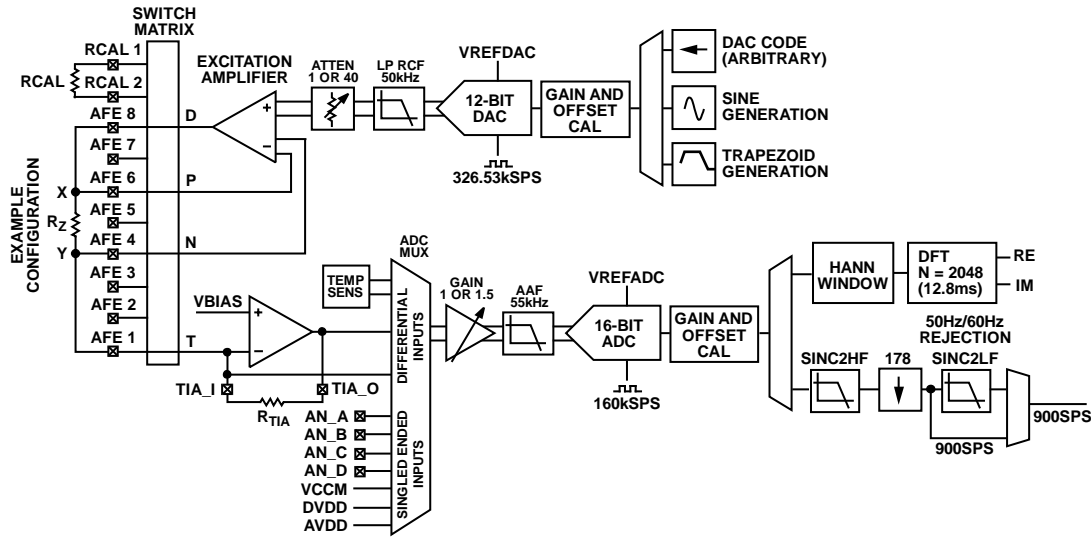 SWITCH
MATRIX
RCAL 1
RCAL
RCAL 2
AFE 8
AFE 7
AFE 6
X
RZ
AFE 5
Y
AFE 4
AFE 3
AFE 2
AFE 1
EXAMPLE
CONFIGURATION
D
P
N
T
EXCITATION
AMPLIFIER
+
–
–
ATTEN
1 OR 40
LP RCF
50kHz
VREFDAC
12-BIT
DAC
326.53kSPS
GAIN AND
OFFSET
CAL
DAC CODE
(ARBITRARY)
SINE
GENERATION
TRAPEZOID
GENERATION
VBIAS
+
–
TIA_I
TIA_O
RTIA
TEMP
SENS
ADC
MUX
DIFFERENTIAL
INPUTS
SINGLED ENDED
INPUTS
AN_A
AN_B
AN_C
AN_D
VCCM
DVDD
AVDD
GAIN
1 OR 1.5
AAF
55kHz
VREFADC
16-BIT
ADC
160kSPS
GAIN AND
OFFSET
CAL
HANN
WINDOW
DFT
N = 2048
(12.8ms)
RE
IM
50Hz/60Hz
REJECTION
SINC2HF
178
SINC2LF
900SPS
900SPS